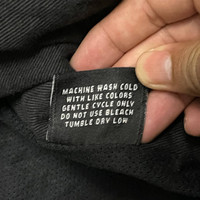 MACHINE WASH COLD
WITH LIKE COLORS
GENTLE CYCLE ONLY
DO NOT USE BLEACH
TUMBLE DRY LOW